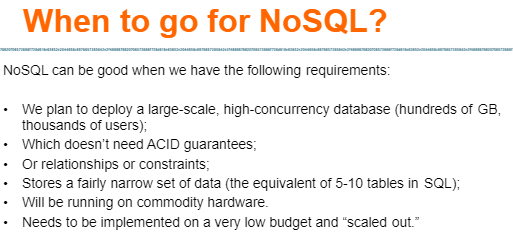 When to go for NoSQL?
NoSQL can be good when we have the following requirements:
• We plan to deploy a large-scale, high-concurrency database (hundreds of GB,
thousands of users);
• Which doesn't need ACID guarantees;
• Or relationships or constraints;
• Stores a fairly narrow set of data (the equivalent of 5-10 tables in SQL);
• Will be running on commodity hardware.
• Needs to be implemented on a very low budget and “scaled out.”